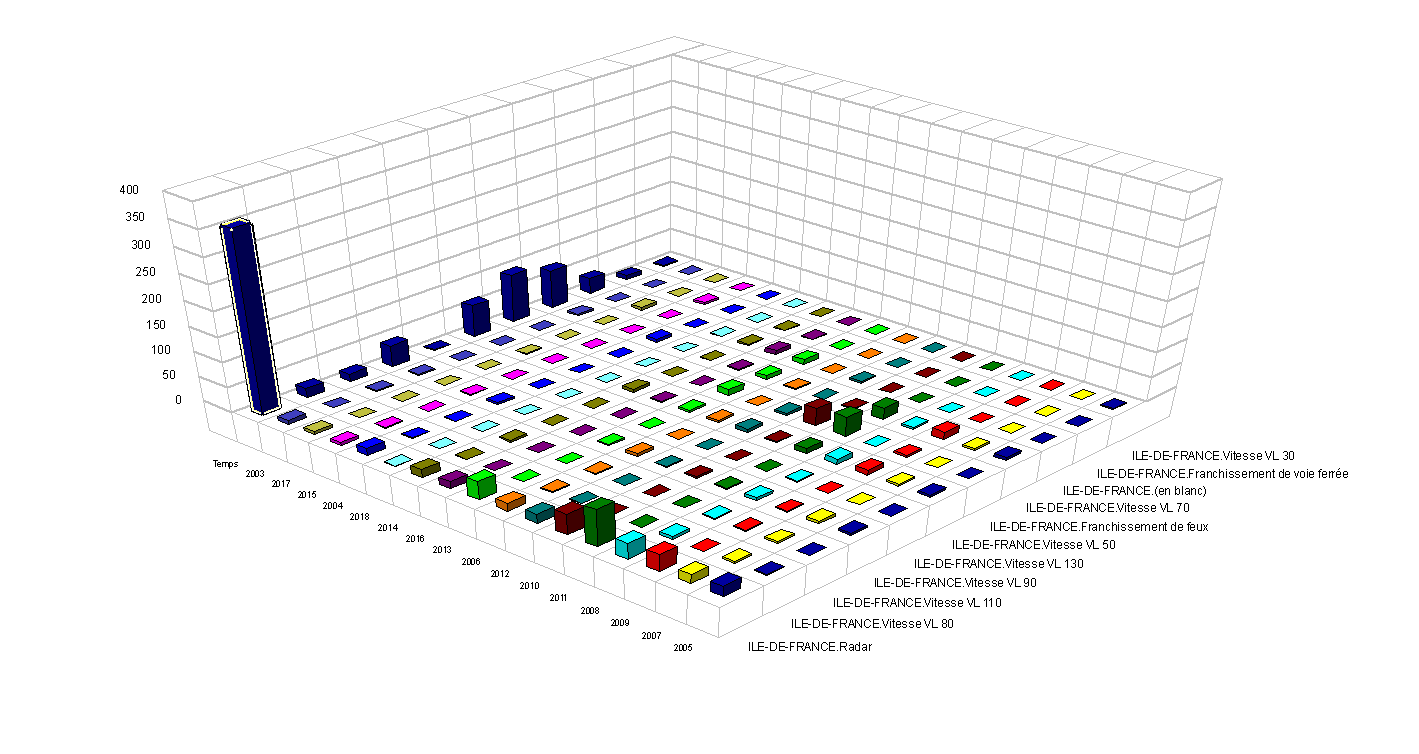 400
350
300
250
200
150
100
50
0
Temps
2003
2017
2015
2004
2018
2014
2016
2013
2006
2012
2010
2011
2008
2009
2007
2005
ILE-DE-FRANCE.Vitesse VL 30
ILE-DE-FRANCE.Franchissement de voie ferrée
ILE-DE-FRANCE.(en blanc)
ILE-DE-FRANCE.Vitesse VL 70
ILE-DE-FRANCE.Franchissement de feux
ILE-DE-FRANCE.Vitesse VL 50
ILE-DE-FRANCE.Vitesse VL 130
ILE-DE-FRANCE.Vitesse VL 90
ILE-DE-FRANCE.Vitesse VL 110
ILE-DE-FRANCE.Vitesse VL 80
ILE-DE-FRANCE.Radar